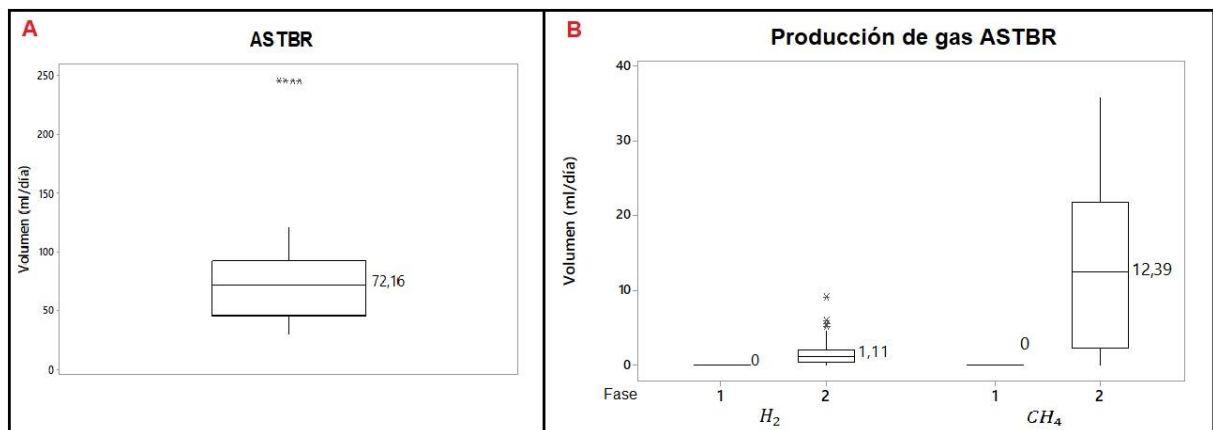 A
ASTBR
Volumen (ml/día)
250
200
150
100
50
0
****
72,16
B
Producción de gas ASTBR
Volumen (ml/día)
40
30
20
10
0
0
1,11
0
12,39
Fase
1
2
1
2
H₂
CH₄